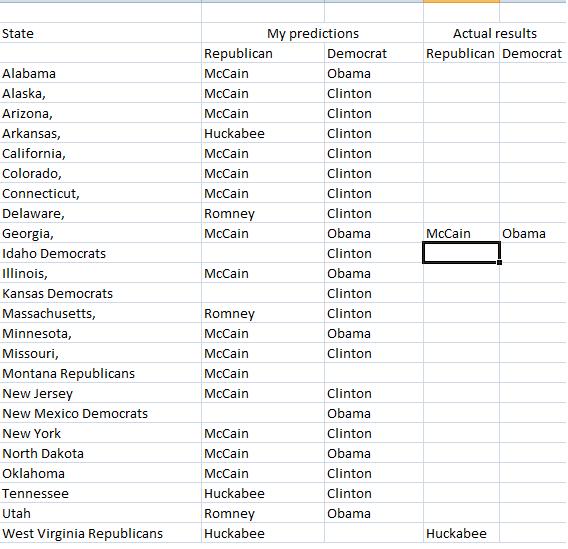 State My predictions Actual results
Republican Democrat Republican Democrat
Alabama McCain Obama
Alaska, McCain Clinton
Arizona, McCain Clinton
Arkansas, Huckabee Clinton
California, McCain Clinton
Colorado, McCain Clinton
Connecticut, McCain Clinton
Delaware, Romney Clinton
Georgia, McCain Obama McCain Obama
Idaho Democrats Clinton
Illinois, McCain Obama
Kansas Democrats Clinton
Massachusetts, Romney Clinton
Minnesota, McCain Obama
Missouri, McCain Clinton
Montana Republicans McCain
New Jersey McCain Clinton
New Mexico Democrats Obama
New York McCain Clinton
North Dakota McCain Obama
Oklahoma McCain Clinton
Tennessee Huckabee Clinton
Utah Romney Obama
West Virginia Republicans Huckabee Huckabee